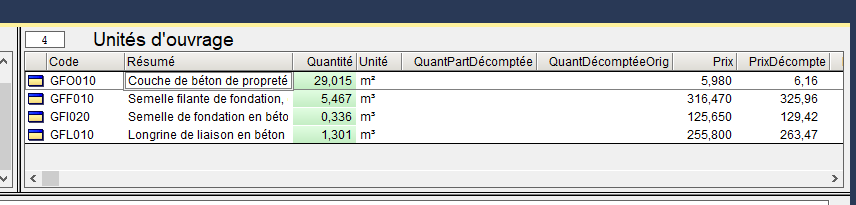 4 Unités d'ouvrage
Code Résumé Quantité Unité QuantPartDécomptée QuantDécomptéeOrig Prix PrixDécompte
GFO010 Couche de béton de propreté 29,015 m² 5,980 6,16
GFF010 Semelle filante de fondation, 5,467 m³ 316,470 325,96
GFI020 Semelle de fondation en béto 0,336 m³ 125,650 129,42
GFL010 Longrine de liaison en béton 1,301 m³ 255,800 263,47